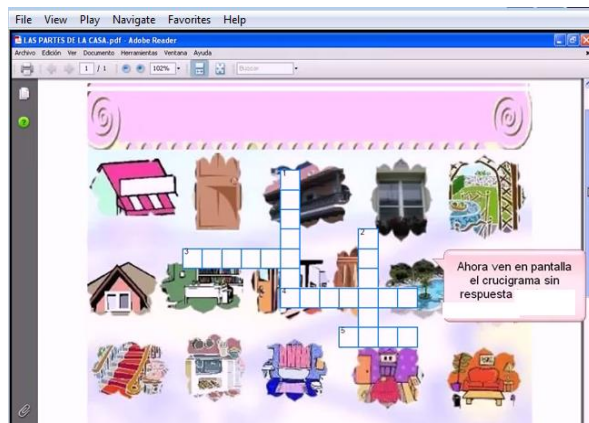 File View Play Navigate Favorites Help
LAS PARTES DE LA CASA.pdf - Adobe Reader
Archivo Edición Ver Documento Herramientas Ventana Ayuda
1 / 1 102% Buscar
1
2
3
4
5
Ahora ven en pantalla
el crucigrama sin
respuesta